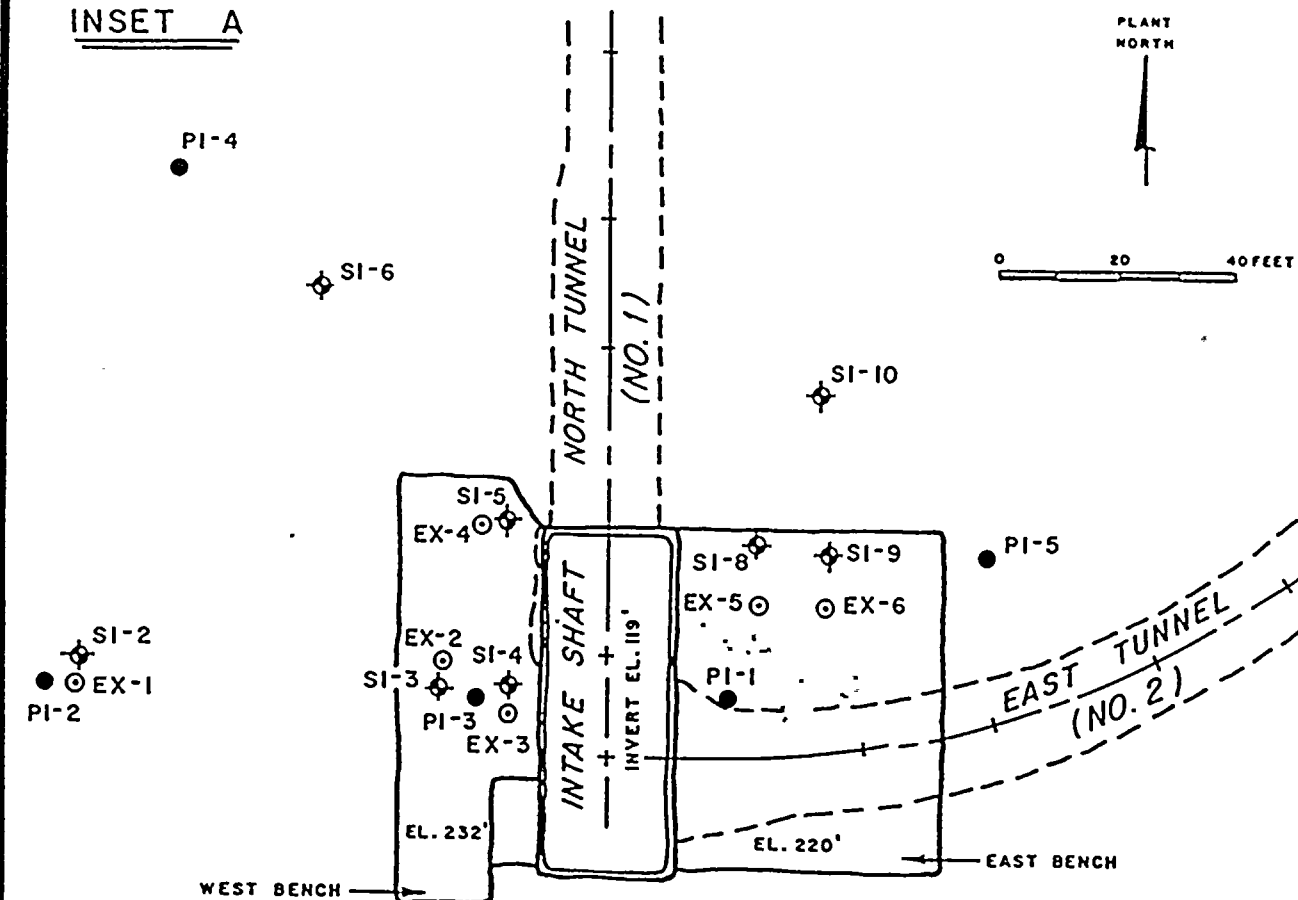 INSET A
PLANT
NORTH
PI-4
SI-6
0 20 40 FEET
NORTH TUNNEL
(NO. 1)
SI-10
SI-5
EX-4
SI-8
SI-9
PI-5
EX-5
EX-6
SI-2
EX-1
PI-2
EX-2
SI-3
SI-4
PI-3
EX-3
INTAKE SHAFT
INVERT EL. 119'
PI-1
EAST TUNNEL
(NO. 2)
EL. 232'
EL. 220'
EAST BENCH
WEST BENCH